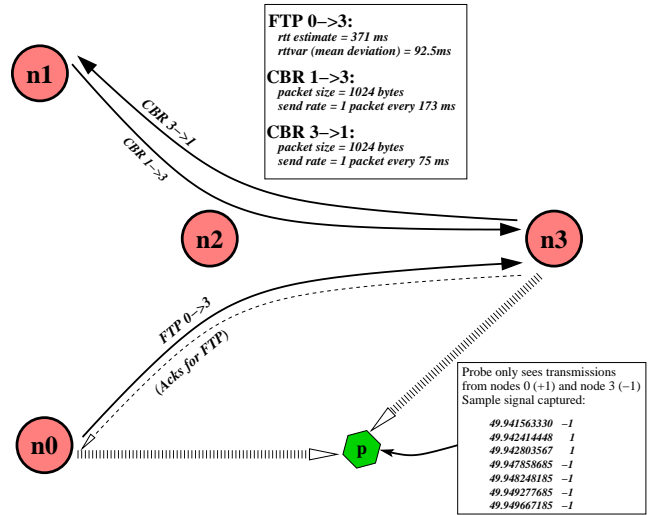 FTP 0–>3:
rtt estimate = 371 ms
rttvar (mean deviation) = 92.5ms
CBR 1–>3:
packet size = 1024 bytes
send rate = 1 packet every 173 ms
CBR 3–>1:
packet size = 1024 bytes
send rate = 1 packet every 75 ms
n1
CBR 3–>1
CBR 1–>3
n2
n3
FTP 0–>3
(Acks for FTP)
n0
p
Probe only sees transmissions
from nodes 0 (+1) and node 3 (–1)
Sample signal captured:
49.941563330 –1
49.942414448 1
49.942803567 1
49.947858685 –1
49.948248185 –1
49.949277685 –1
49.949667185 –1